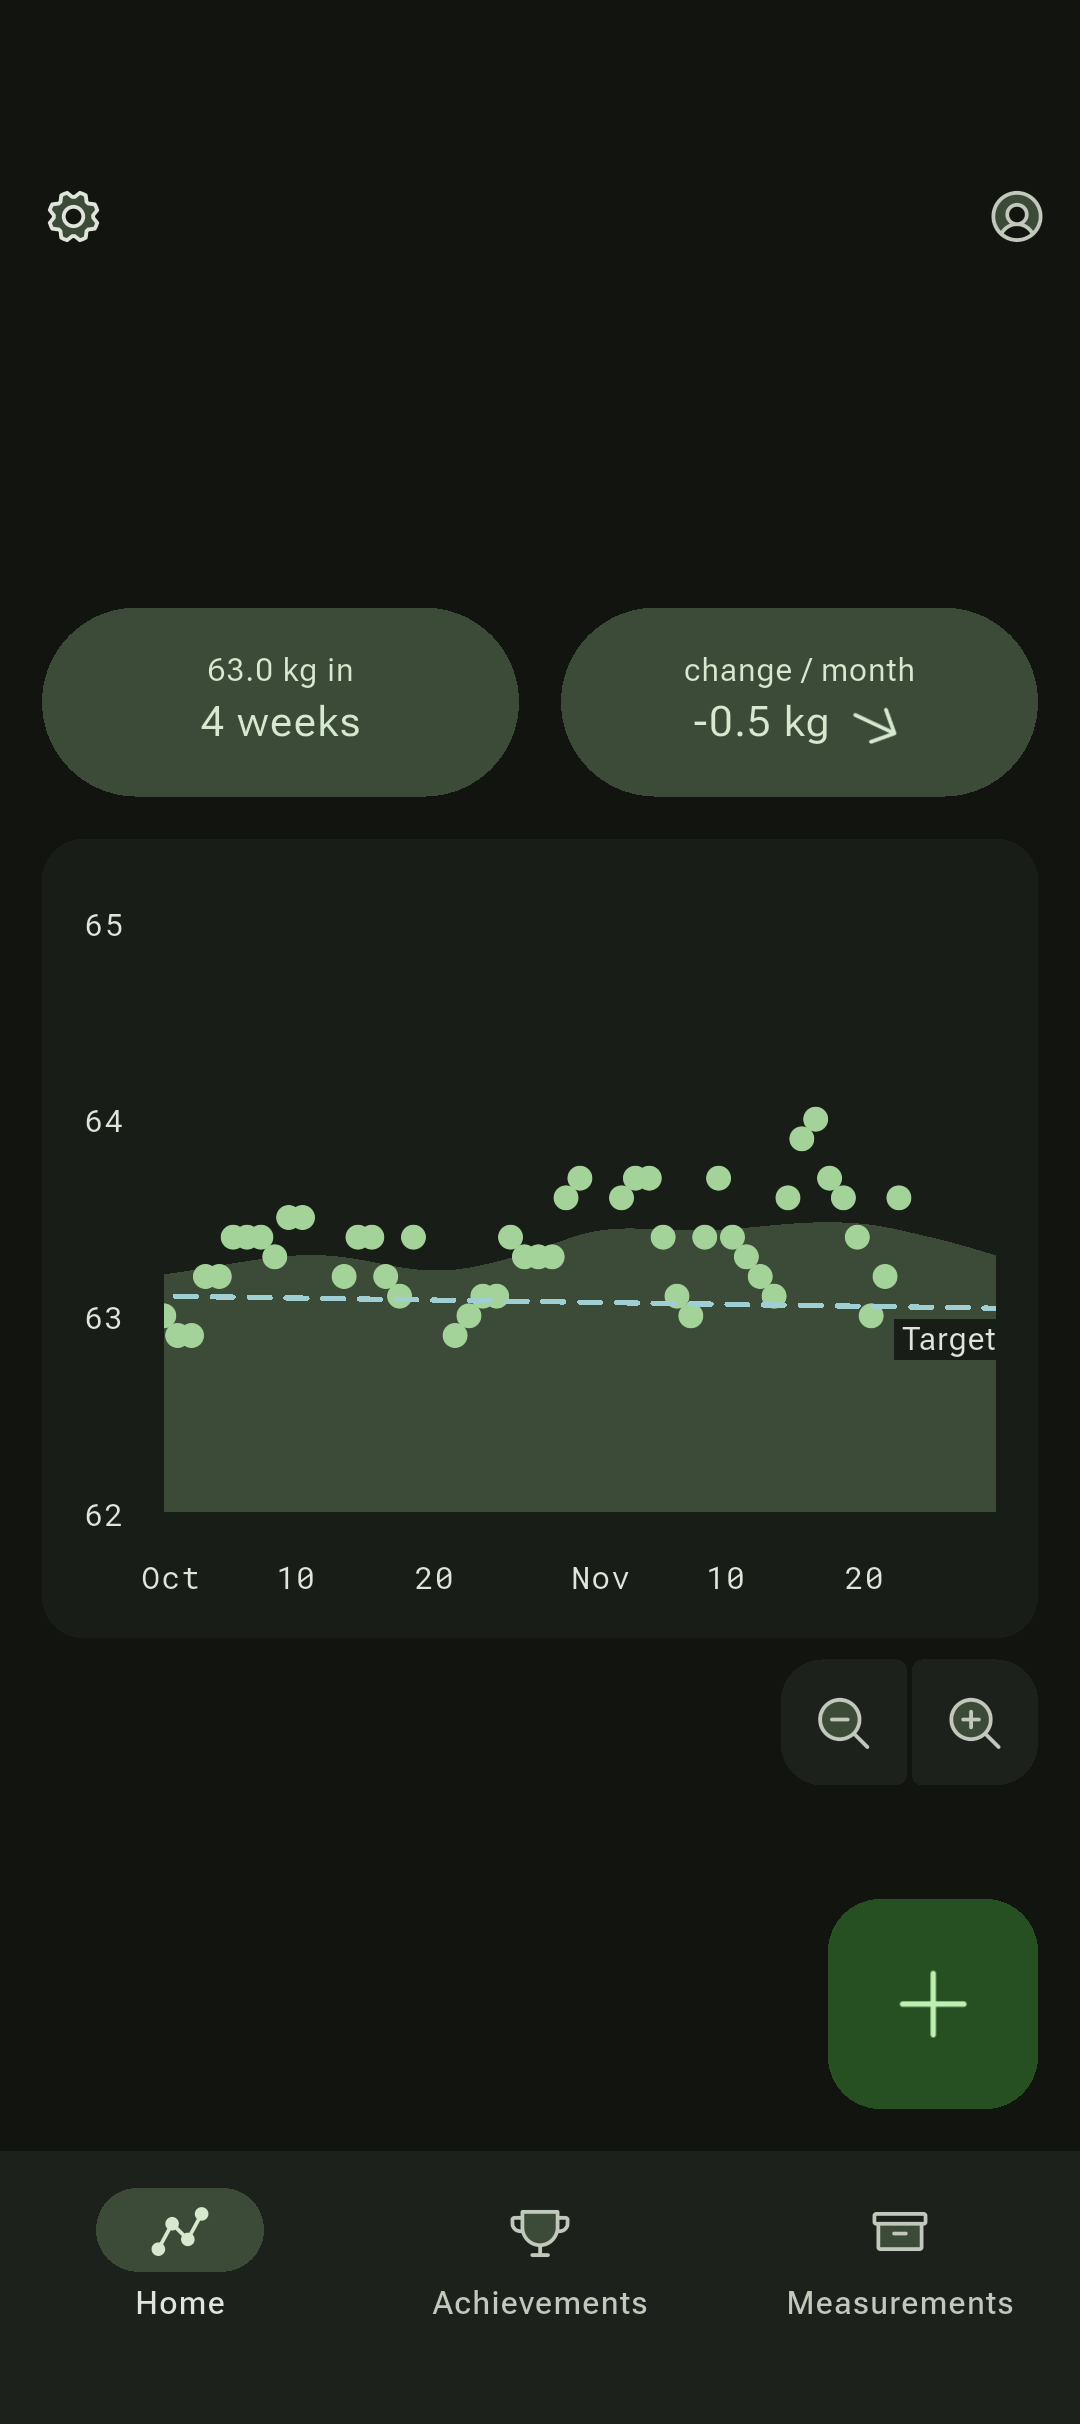 63.0 kg in
4 weeks
change / month
-0.5 kg
65
64
63
62
Target
Oct 10 20 Nov 10 20
Home
Achievements
Measurements